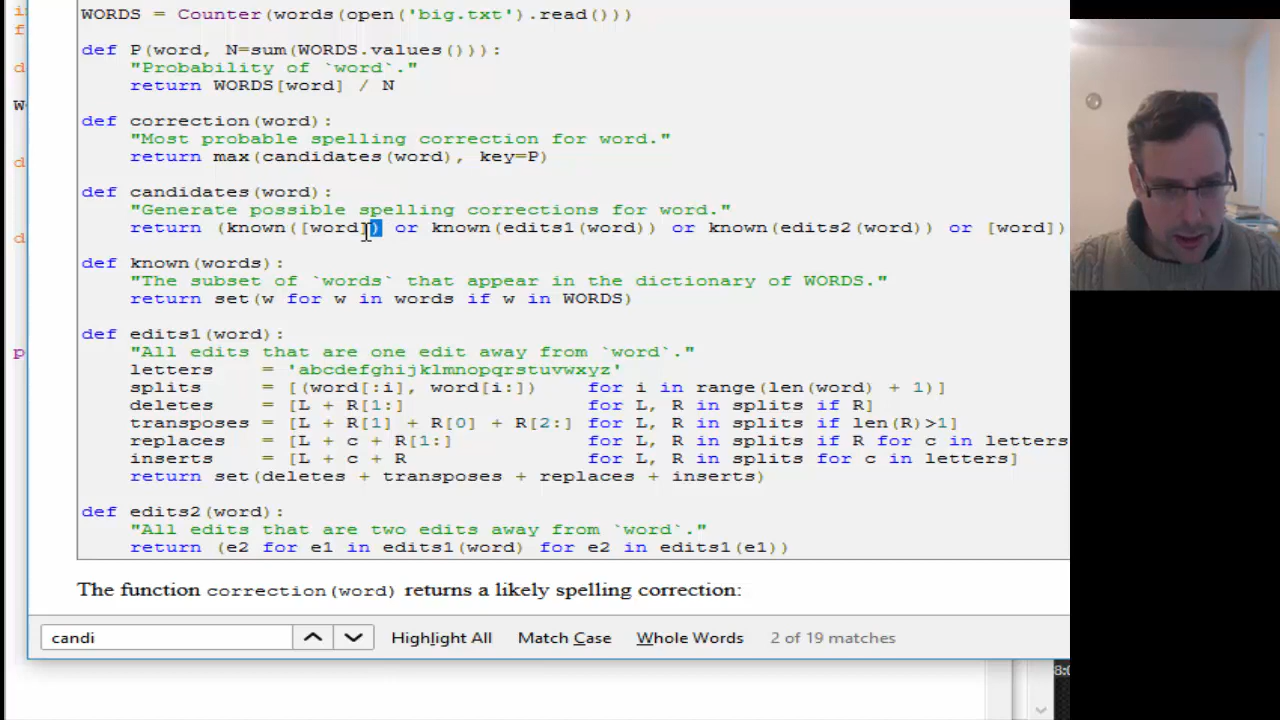 WORDS = Counter(words(open('big.txt').read()))
def P(word, N=sum(WORDS.values())):
"Probability of `word`."
return WORDS[word] / N
def correction(word):
"Most probable spelling correction for word."
return max(candidates(word), key=P)
def candidates(word):
"Generate possible spelling corrections for word."
return (known([word]) or known(edits1(word)) or known(edits2(word)) or [word])
def known(words):
"The subset of `words` that appear in the dictionary of WORDS."
return set(w for w in words if w in WORDS)
def edits1(word):
"All edits that are one edit away from `word`."
letters = 'abcdefghijklmnopqrstuvwxyz'
splits = [(word[:i], word[i:]) for i in range(len(word) + 1)]
deletes = [L + R[1:] for L, R in splits if R]
transposes = [L + R[1] + R[0] + R[2:] for L, R in splits if len(R)>1]
replaces = [L + c + R[1:] for L, R in splits if R for c in letters
inserts = [L + c + R for L, R in splits for c in letters]
return set(deletes + transposes + replaces + inserts)
def edits2(word):
"All edits that are two edits away from `word`."
return (e2 for e1 in edits1(word) for e2 in edits1(e1))
The function correction(word) returns a likely spelling correction:
candi Highlight All Match Case Whole Words 2 of 19 matches